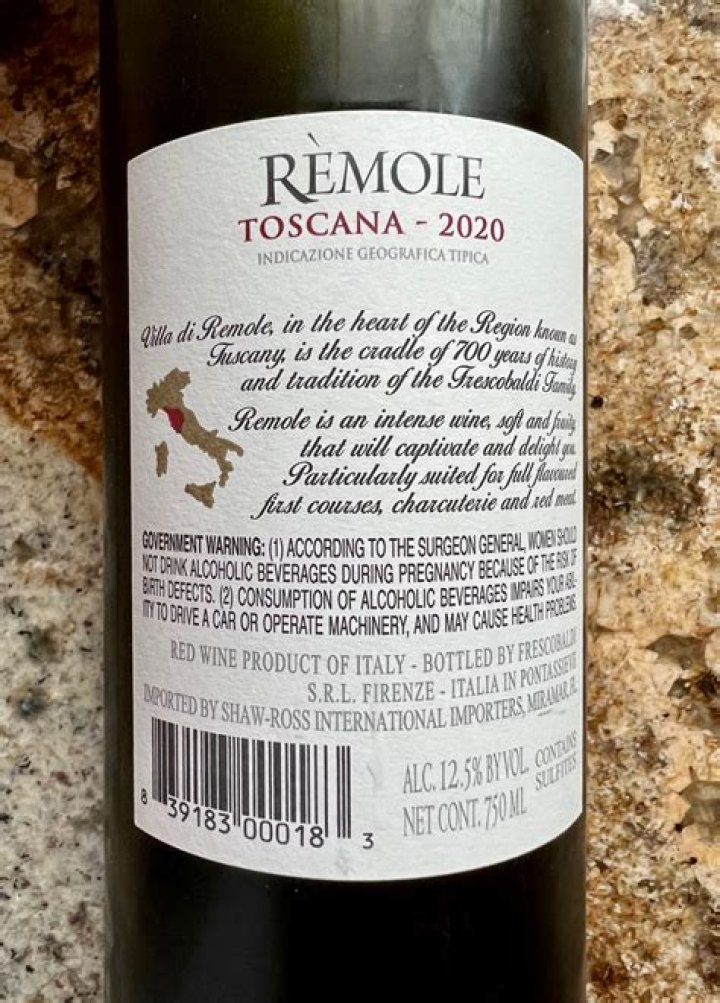 RÈMOLE
TOSCANA - 2020
INDICAZIONE GEOGRAFICA TIPICA
Villa di Remole, in the heart of the Region known as
Tuscany, is the cradle of 700 years of history
and tradition of the Frescobaldi Family.
Remole is an intense wine, soft and fruity
that will captivate and delight you.
Particularly suited for full flavoured
first courses, charcuterie and red meat.
GOVERNMENT WARNING: (1) ACCORDING TO THE SURGEON GENERAL, WOMEN SHOULD
NOT DRINK ALCOHOLIC BEVERAGES DURING PREGNANCY BECAUSE OF THE RISK OF
BIRTH DEFECTS. (2) CONSUMPTION OF ALCOHOLIC BEVERAGES IMPAIRS YOUR ABIL-
ITY TO DRIVE A CAR OR OPERATE MACHINERY, AND MAY CAUSE HEALTH PROBLEMS.
RED WINE PRODUCT OF ITALY - BOTTLED BY FRESCOBALDI
S.R.L. FIRENZE - ITALIA IN PONTASSIEVE
IMPORTED BY SHAW-ROSS INTERNATIONAL IMPORTERS, MIRAMAR, FL
ALC. 12.5% BY VOL. CONTAINS
SULFITES
NET CONT. 750 ML
8 39183 00018 3